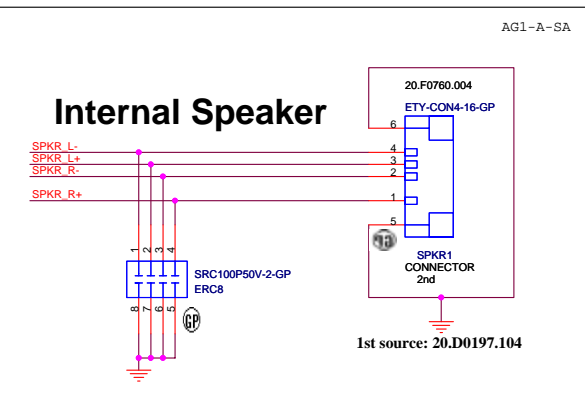 AG1-A-SA
Internal Speaker
20.F0760.004
ETY-CON4-16-GP
SPKR_L-
SPKR_L+
SPKR_R-
SPKR_R+
6
4
3
2
1
5
SPKR1
CONNECTOR
2nd
1 2 3 4
SRC100P50V-2-GP
ERC8
8 7 6 5
GP
GP
1st source: 20.D0197.104